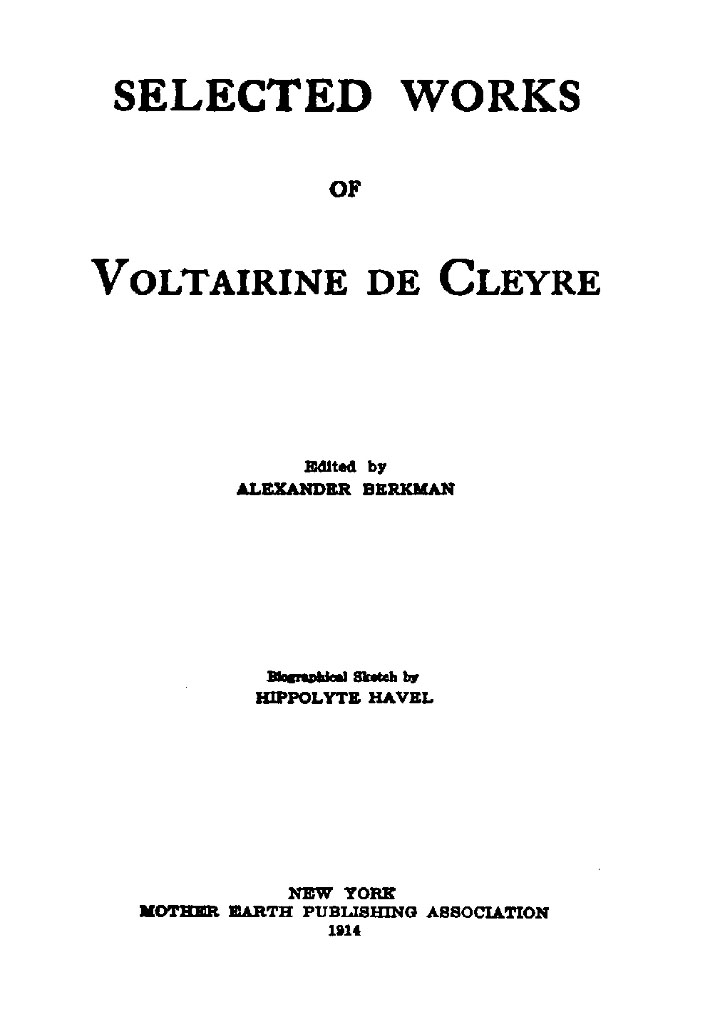 SELECTED WORKS
OF
VOLTAIRINE DE CLEYRE
Edited by
ALEXANDER BERKMAN
Biographical Sketch by
HIPPOLYTE HAVEL
NEW YORK
MOTHER EARTH PUBLISHING ASSOCIATION
1914